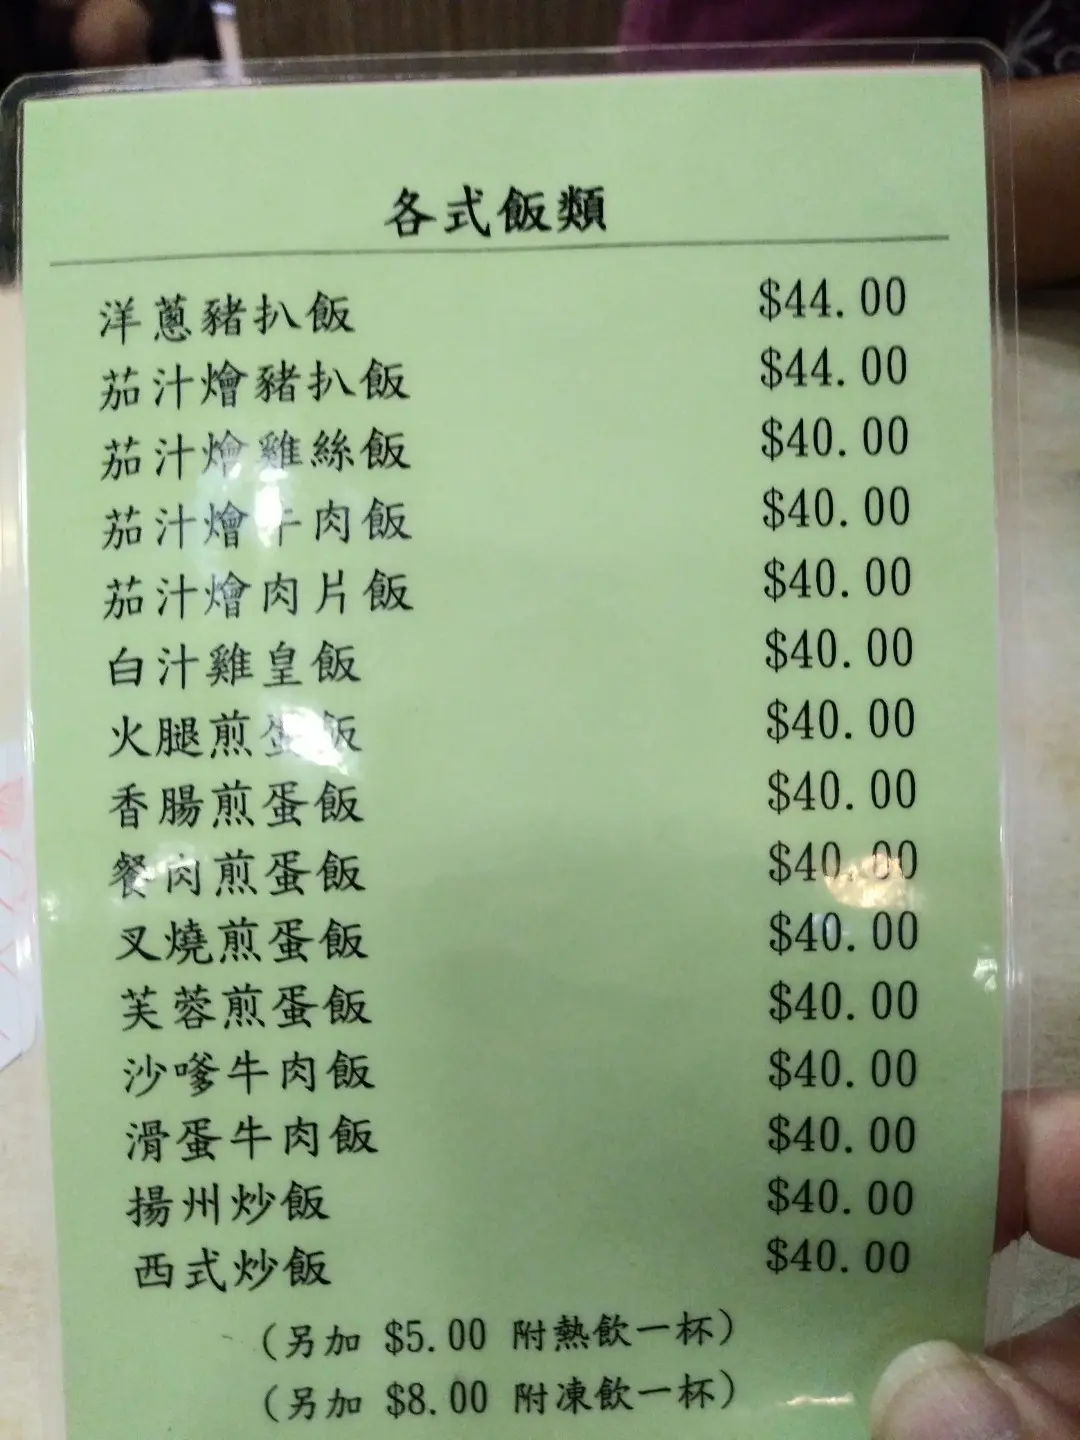 各式飯類
洋蔥豬扒飯 $44.00
茄汁燴豬扒飯 $44.00
茄汁燴雞絲飯 $40.00
茄汁燴牛肉飯 $40.00
茄汁燴肉片飯 $40.00
白汁雞皇飯 $40.00
火腿煎蛋飯 $40.00
香腸煎蛋飯 $40.00
餐肉煎蛋飯 $40.00
叉燒煎蛋飯 $40.00
芙蓉煎蛋飯 $40.00
沙嗲牛肉飯 $40.00
滑蛋牛肉飯 $40.00
揚州炒飯 $40.00
西式炒飯 $40.00
(另加 $5.00 附熱飲一杯)
(另加 $8.00 附凍飲一杯)